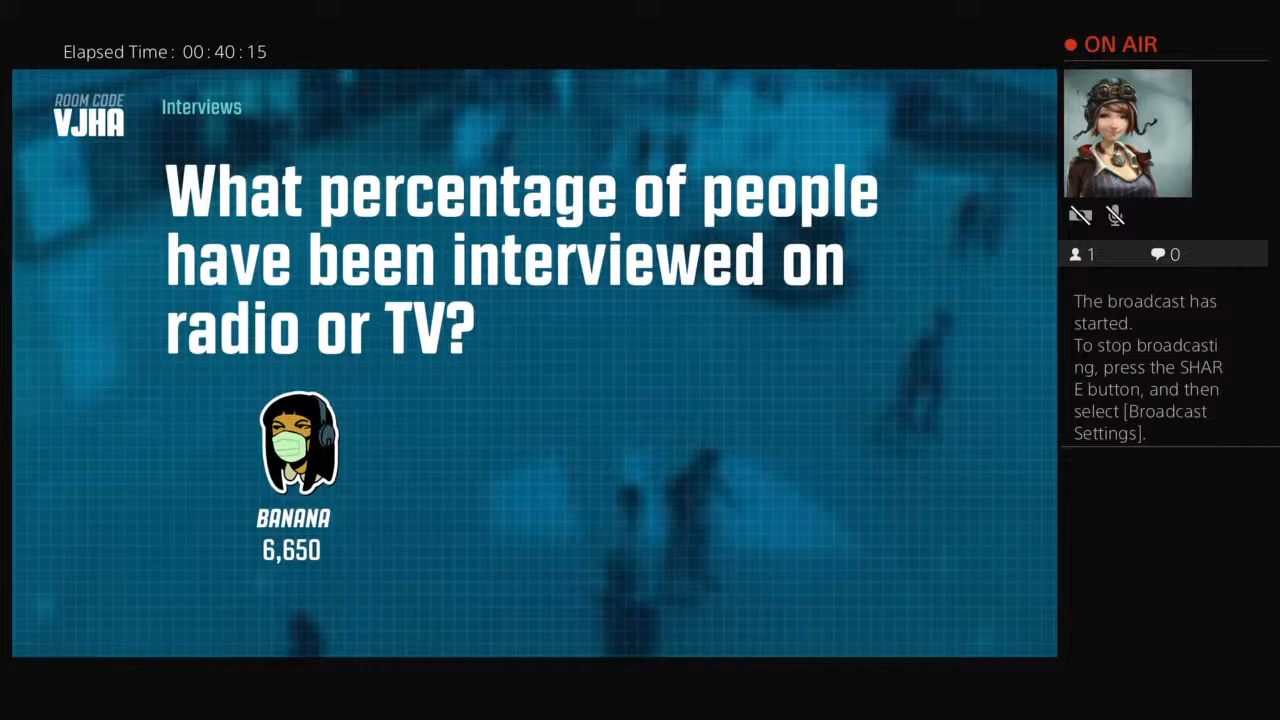 Elapsed Time: 00:40:15
ON AIR
ROOM CODE
VJHA
Interviews
What percentage of people
have been interviewed on
radio or TV?
BANANA
6,650
1
0
The broadcast has
started.
To stop broadcasti
ng, press the SHAR
E button, and then
select [Broadcast
Settings].